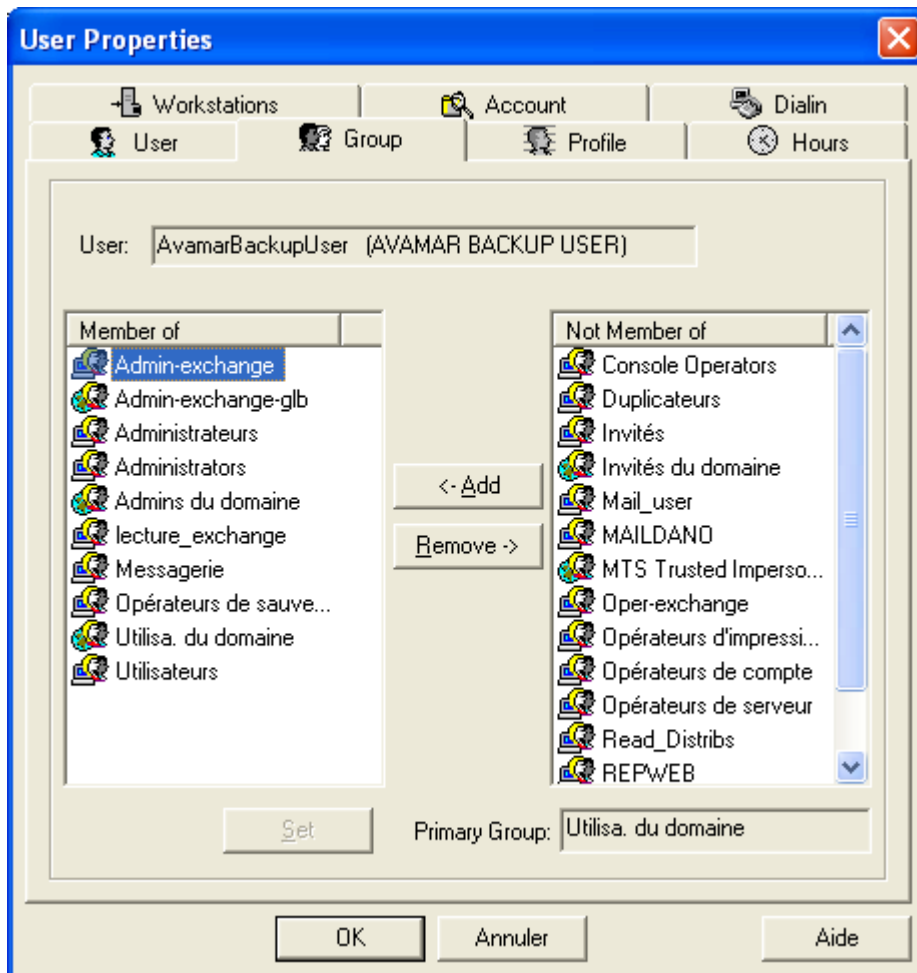 User Properties
Workstations
Account
Dialin
User
Group
Profile
Hours
User: AvamarBackupUser (AVAMAR BACKUP USER)
Member of
Admin-exchange
Admin-exchange-glb
Administrateurs
Administrators
Admins du domaine
lecture_exchange
Messagerie
Opérateurs de sauve...
Utilisa. du domaine
Utilisateurs
<- Add
Remove ->
Not Member of
Console Operators
Duplicateurs
Invités
Invités du domaine
Mail_user
MAILDANO
MTS Trusted Imperso...
Oper-exchange
Opérateurs d'impressi...
Opérateurs de compte
Opérateurs de serveur
Read_Distribs
REPWEB
Set
Primary Group: Utilisa. du domaine
OK
Annuler
Aide